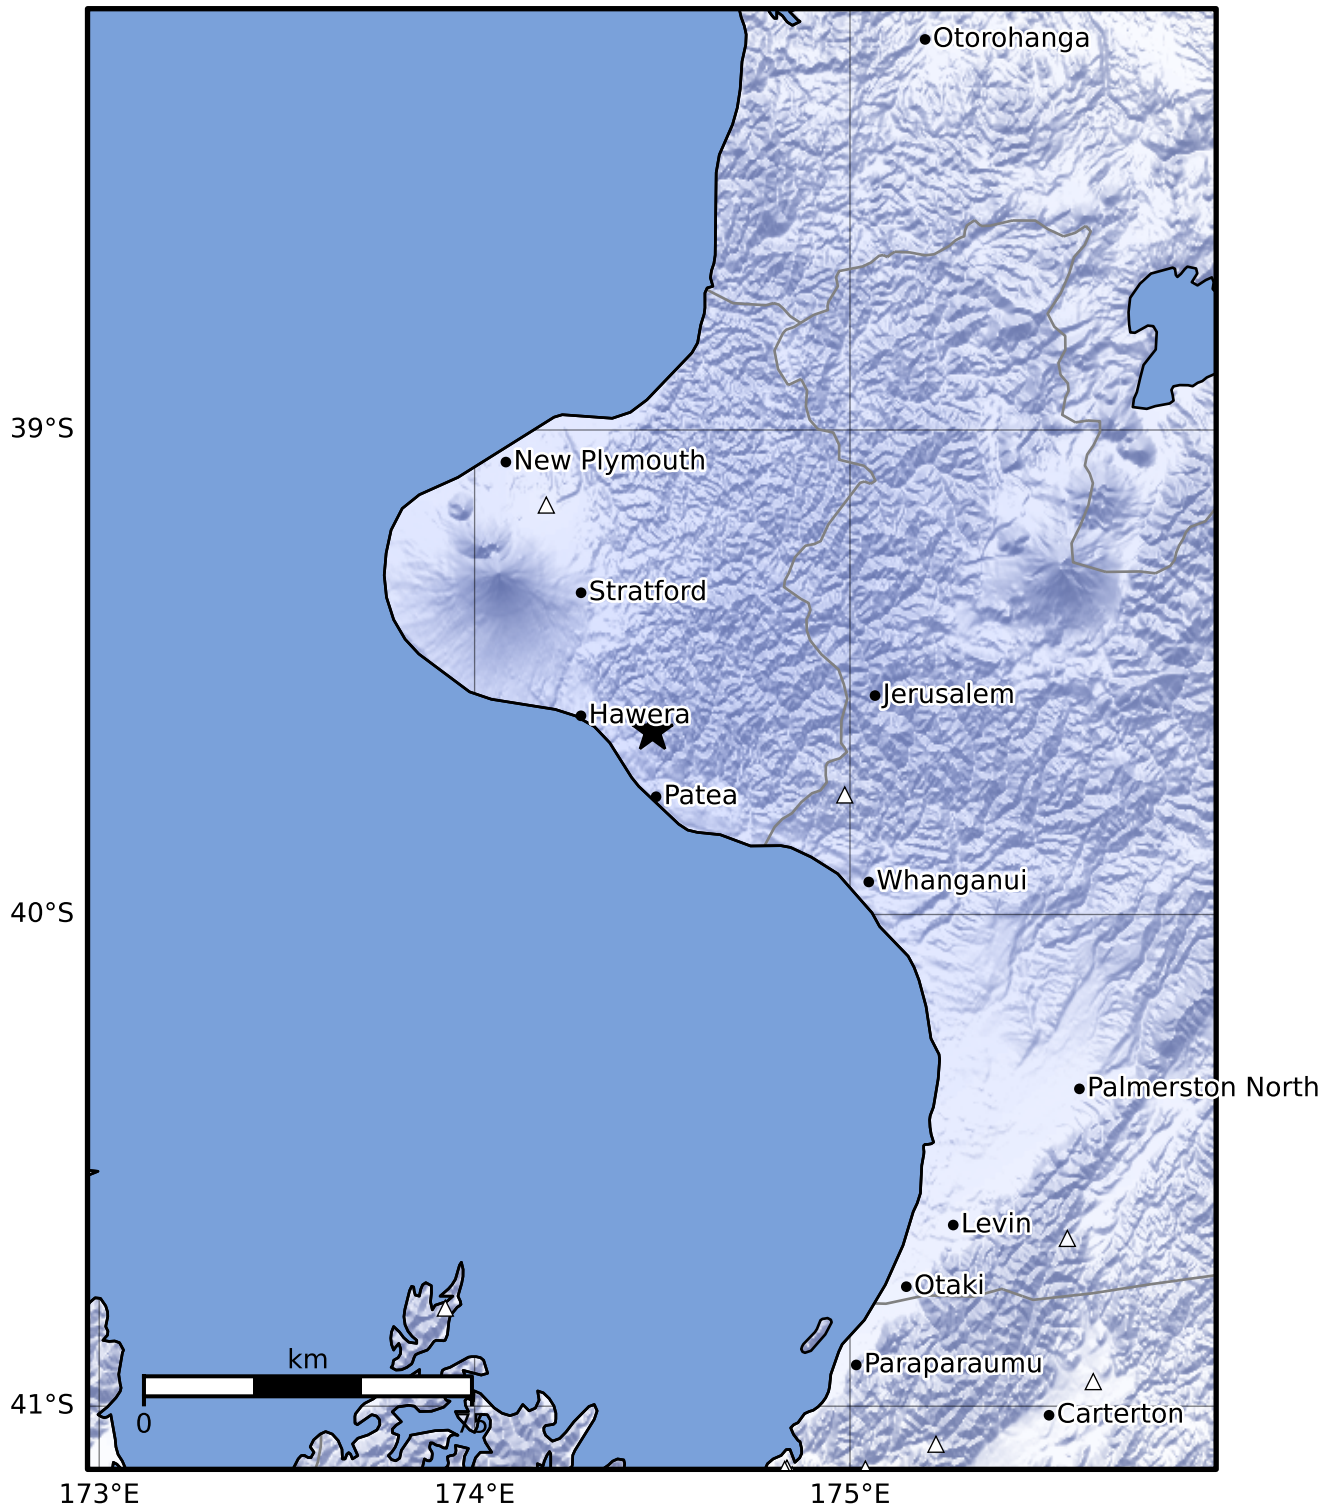 Otorohanga
39°S
New Plymouth
Stratford
Jerusalem
Hawera
Patea
Whanganui
40°S
Palmerston North
Levin
Otaki
km
Paraparaumu
41°S
Carterton
0
75
173°E
174°E
175°E